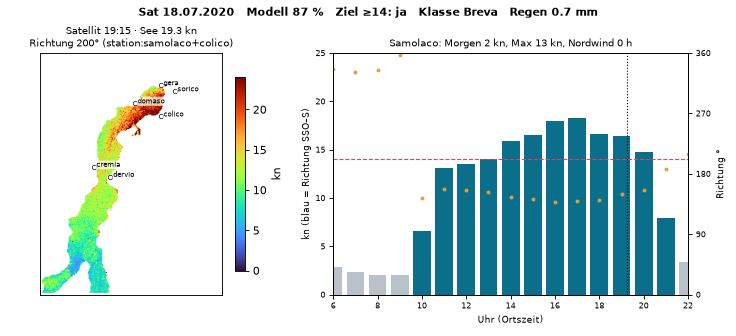 Sat 18.07.2020 Modell 87 % Ziel ≥14: ja Klasse Breva Regen 0.7 mm
Satellit 19:15 · See 19.3 kn
Richtung 200° (station:samolaco+colico)
gera
sorico
domaso
colico
cremia
dervio
20
15
10
5
0
kn
Samolaco: Morgen 2 kn, Max 13 kn, Nordwind 0 h
25
20
15
10
5
0
kn (blau = Richtung SSO-S)
360
270
180
90
0
Richtung °
6 8 10 12 14 16 18 20 22
Uhr (Ortszeit)